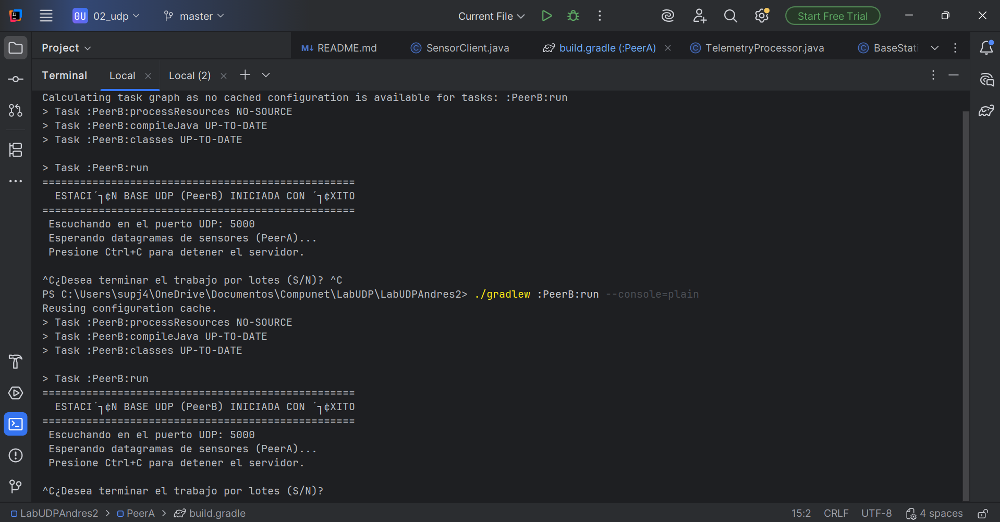 0U 02_udp master Current File Start Free Trial
Project README.md SensorClient.java build.gradle (:PeerA) TelemetryProcessor.java BaseStati
Terminal Local Local (2)
Calculating task graph as no cached configuration is available for tasks: :PeerB:run
> Task :PeerB:processResources NO-SOURCE
> Task :PeerB:compileJava UP-TO-DATE
> Task :PeerB:classes UP-TO-DATE
> Task :PeerB:run
==================================================
ESTACI´┐¢N BASE UDP (PeerB) INICIADA CON ´┐¢XITO
==================================================
Escuchando en el puerto UDP: 5000
Esperando datagramas de sensores (PeerA)...
Presione Ctrl+C para detener el servidor.
^C¿Desea terminar el trabajo por lotes (S/N)? ^C
PS C:\Users\supj4\OneDrive\Documentos\Compunet\LabUDP\LabUDPAndres2> ./gradlew :PeerB:run --console=plain
Reusing configuration cache.
> Task :PeerB:processResources NO-SOURCE
> Task :PeerB:compileJava UP-TO-DATE
> Task :PeerB:classes UP-TO-DATE
> Task :PeerB:run
==================================================
ESTACI´┐¢N BASE UDP (PeerB) INICIADA CON ´┐¢XITO
==================================================
Escuchando en el puerto UDP: 5000
Esperando datagramas de sensores (PeerA)...
Presione Ctrl+C para detener el servidor.
^C¿Desea terminar el trabajo por lotes (S/N)?
LabUDPAndres2 > PeerA > build.gradle 15:2 CRLF UTF-8 4 spaces